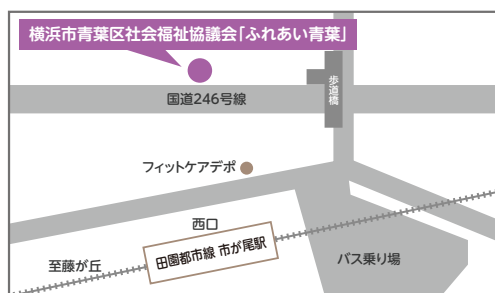 横浜市青葉区社会福祉協議会「ふれあい青葉」
国道246号線
歩道橋
フィットケアデポ
西口
田園都市線 市が尾駅
至藤が丘
バス乗り場